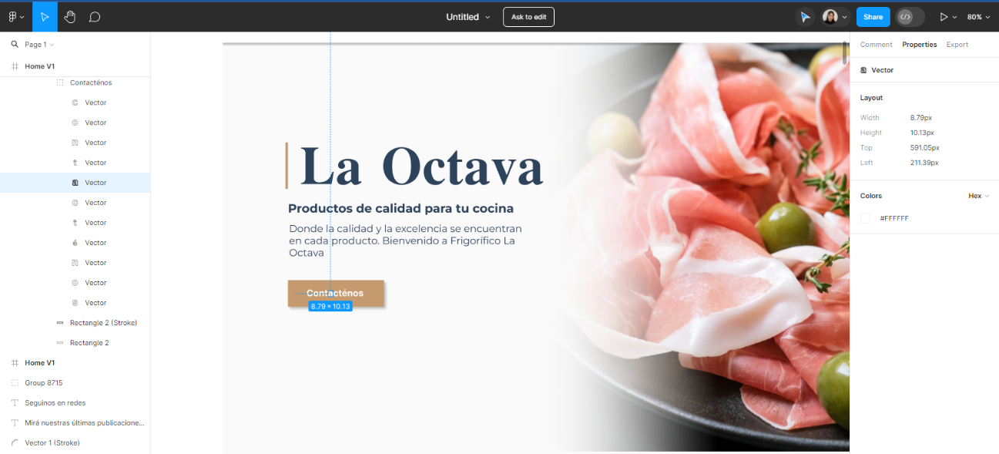 Untitled
Ask to edit
Share
80%
Page 1
Home V1
Contacténos
Vector
Vector
Vector
Vector
Vector
Vector
Vector
Vector
Vector
Vector
Vector
Rectangle 2 (Stroke)
Rectangle 2
Home V1
Group 8715
Seguinos en redes
Mirá nuestras últimas publicacione...
Vector 1 (Stroke)
La Octava
Productos de calidad para tu cocina
Donde la calidad y la excelencia se encuentran
en cada producto. Bienvenido a Frigorífico La
Octava
Contacténos
8.79 × 10.13
Comment Properties Export
Vector
Layout
Width 8.79px
Height 10.13px
Top 591.05px
Left 211.39px
Colors Hex
#FFFFFF